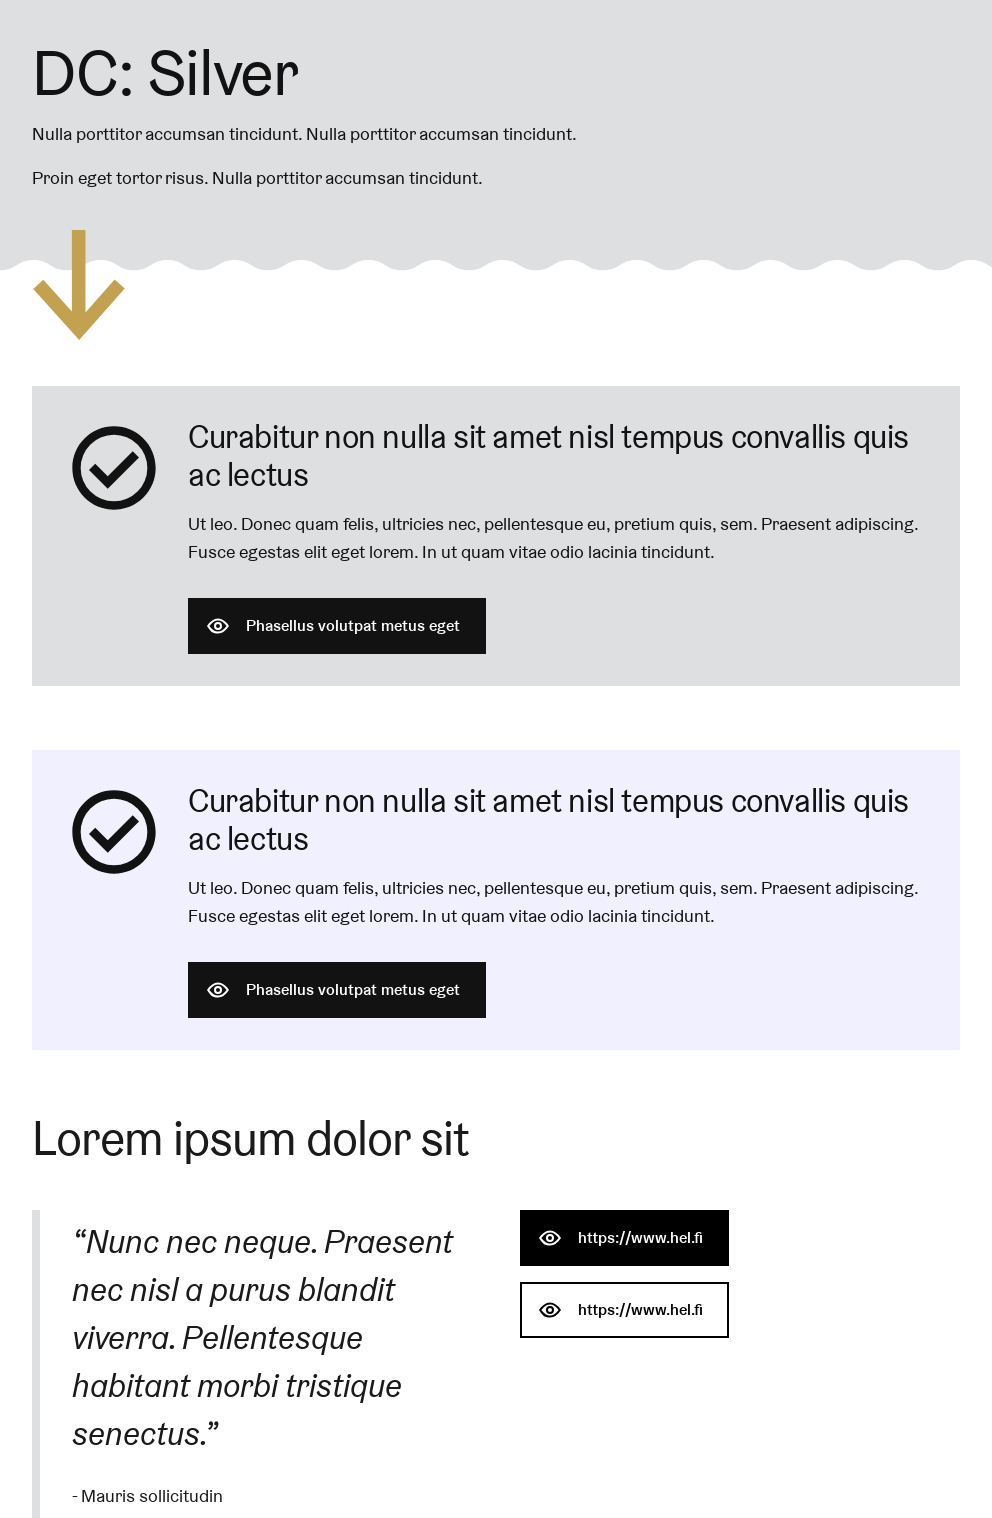 DC: Silver
Nulla porttitor accumsan tincidunt. Nulla porttitor accumsan tincidunt.
Proin eget tortor risus. Nulla porttitor accumsan tincidunt.
Curabitur non nulla sit amet nisl tempus convallis quis
ac lectus
Ut leo. Donec quam felis, ultricies nec, pellentesque eu, pretium quis, sem. Praesent adipiscing.
Fusce egestas elit eget lorem. In ut quam vitae odio lacinia tincidunt.
Phasellus volutpat metus eget
Curabitur non nulla sit amet nisl tempus convallis quis
ac lectus
Ut leo. Donec quam felis, ultricies nec, pellentesque eu, pretium quis, sem. Praesent adipiscing.
Fusce egestas elit eget lorem. In ut quam vitae odio lacinia tincidunt.
Phasellus volutpat metus eget
Lorem ipsum dolor sit
“Nunc nec neque. Praesent
nec nisl a purus blandit
viverra. Pellentesque
habitant morbi tristique
senectus.”
- Mauris sollicitudin
https://www.hel.fi
https://www.hel.fi